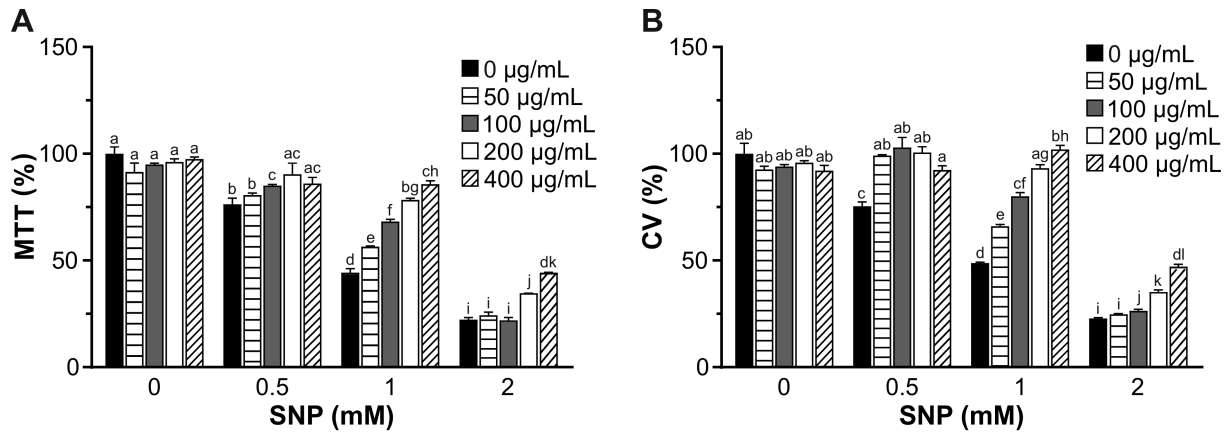 A
150
100
50
0
MTT (%)
a a a a a
b b c ac ac
d e f bg ch
i i i j dk
0 0.5 1 2
SNP (mM)
0 µg/mL
50 µg/mL
100 µg/mL
200 µg/mL
400 µg/mL
B
150
100
50
0
CV (%)
ab ab ab ab ab
c ab ab ab a
d e cf ag bh
i i j k dl
0 0.5 1 2
SNP (mM)
0 µg/mL
50 µg/mL
100 µg/mL
200 µg/mL
400 µg/mL